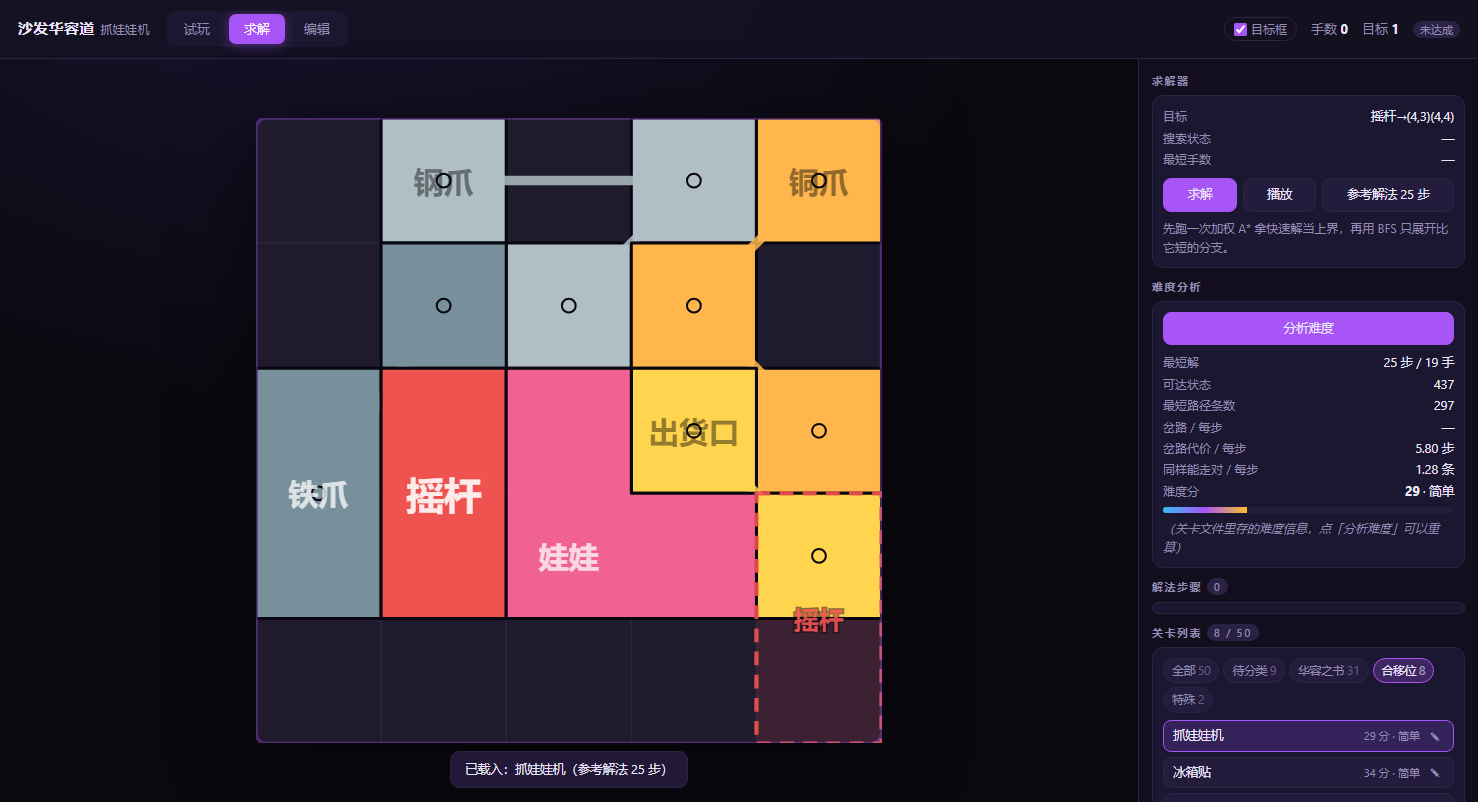 沙发华容道 抓娃娃机 试玩 求解 编辑
目标框 手数 0 目标 1 未达成
钢爪
铜爪
出货口
铁爪
摇杆
娃娃
摇杆
已载入：抓娃娃机（参考解法 25 步）
求解器
目标 摇杆→(4,3)(4,4)
搜索状态 —
最短手数 —
求解 播放 参考解法 25 步
先跑一次加权 A* 拿快速解当上界，再用 BFS 只展开比
它短的分支。
难度分析
分析难度
最短解 25 步 / 19 手
可达状态 437
最短路径条数 297
岔路 / 每步 —
岔路代价 / 每步 5.80 步
同样能走对 / 每步 1.28 条
难度分 29 · 简单
（关卡文件里存的难度信息，点「分析难度」可以重
算）
解法步骤 0
关卡列表 8 / 50
全部 50 待分类 9 华容之书 31 合移位 8
特殊 2
抓娃娃机 29 分 · 简单
冰箱贴 34 分 · 简单